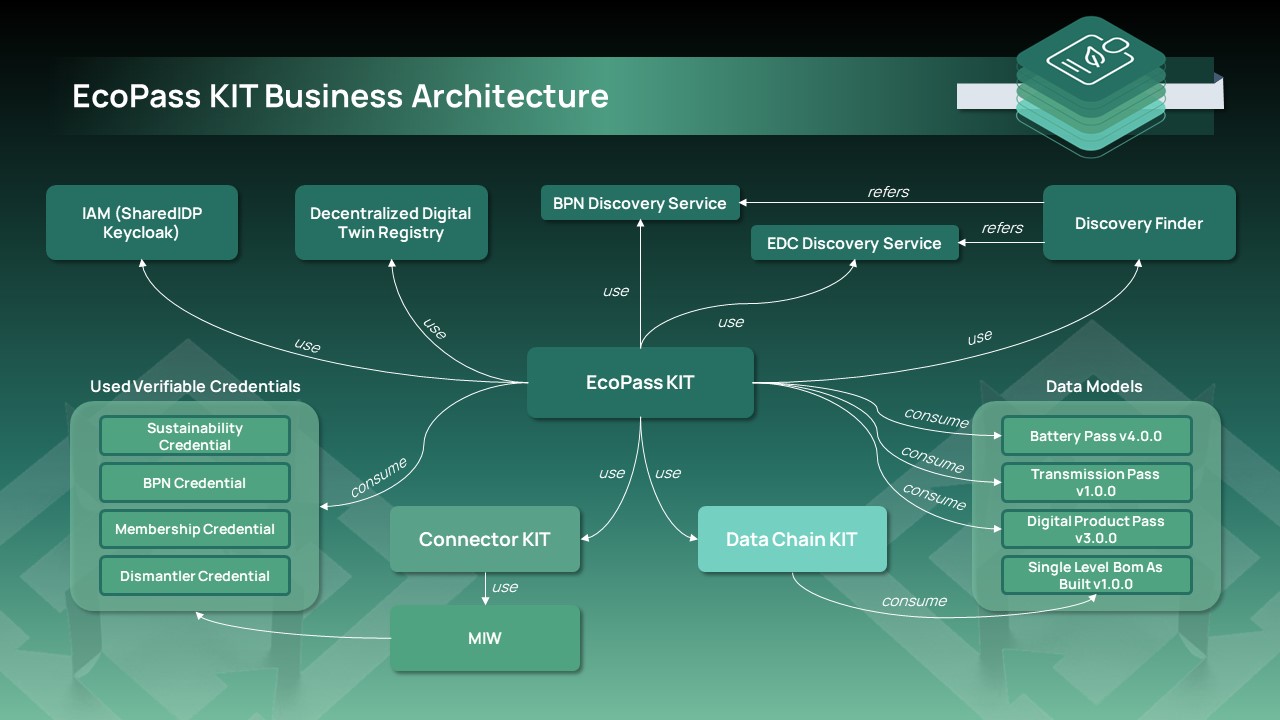 EcoPass KIT Business Architecture
IAM (SharedIDP
Keycloak)
Decentralized Digital
Twin Registry
BPN Discovery Service
refers
EDC Discovery Service
refers
Discovery Finder
use
use
use
use
use
EcoPass KIT
Used Verifiable Credentials
Sustainability
Credential
BPN Credential
Membership Credential
Dismantler Credential
consume
use
use
Connector KIT
use
MIW
Data Chain KIT
consume
consume
consume
consume
Data Models
Battery Pass v4.0.0
Transmission Pass
v1.0.0
Digital Product Pass
v3.0.0
Single Level Bom As
Built v1.0.0